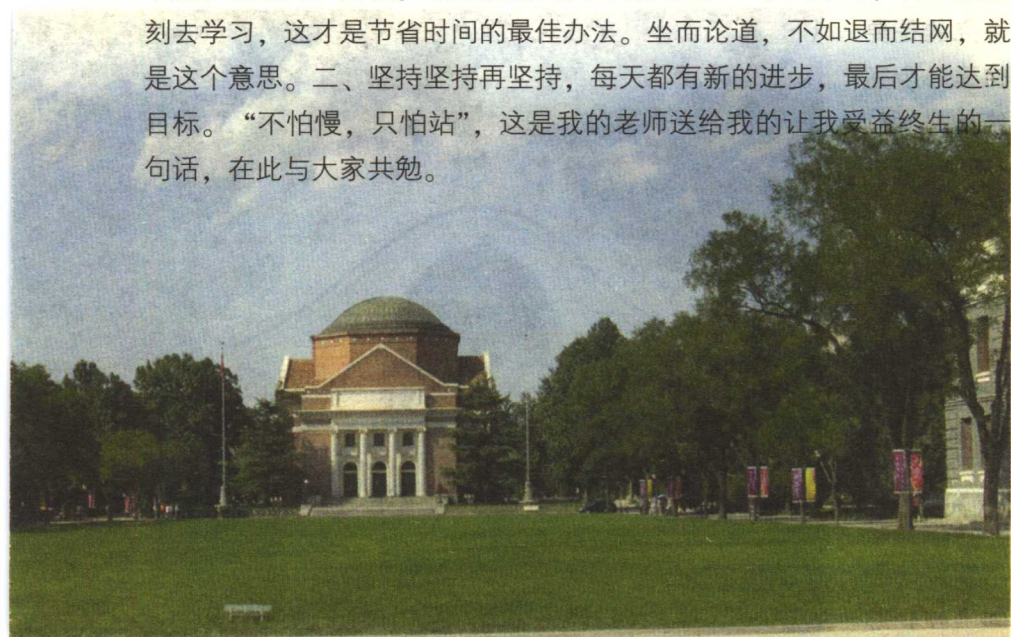 刻去学习，这才是节省时间的最佳办法。坐而论道，不如退而结网，就
是这个意思。二、坚持坚持再坚持，每天都有新的进步，最后才能达到
目标。“不怕慢，只怕站”，这是我的老师送给我的让我受益终生的一
句话，在此与大家共勉。